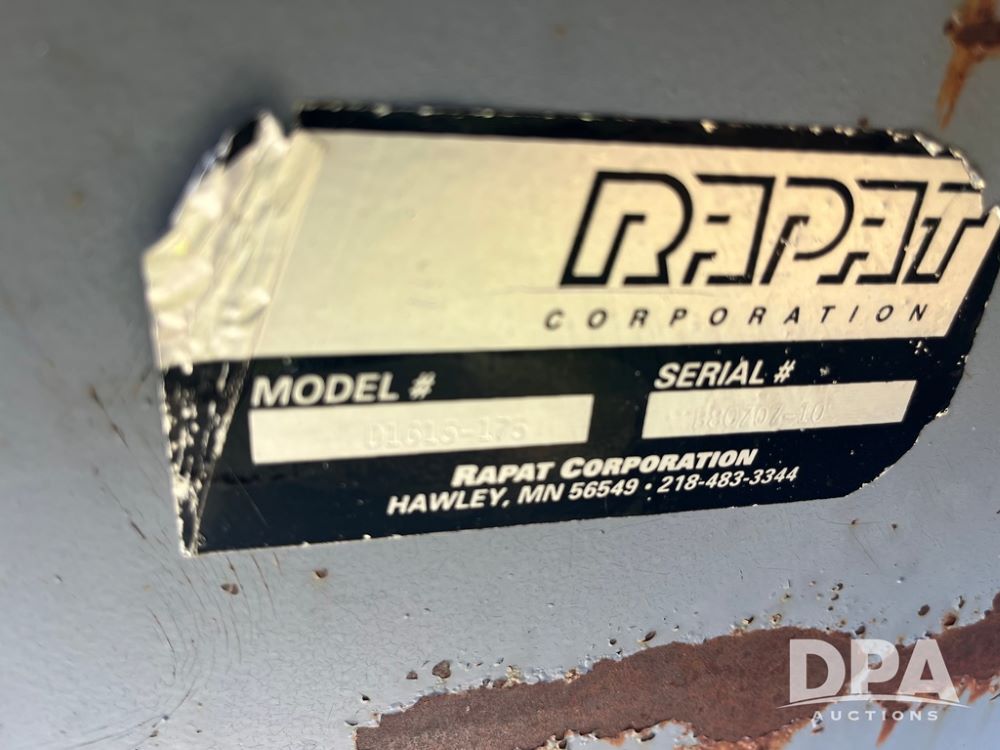 RAPAT
CORPORATION
MODEL # SERIAL #
RAPAT CORPORATION
HAWLEY, MN 56549 · 218-483-3344
DPA
AUCTIONS